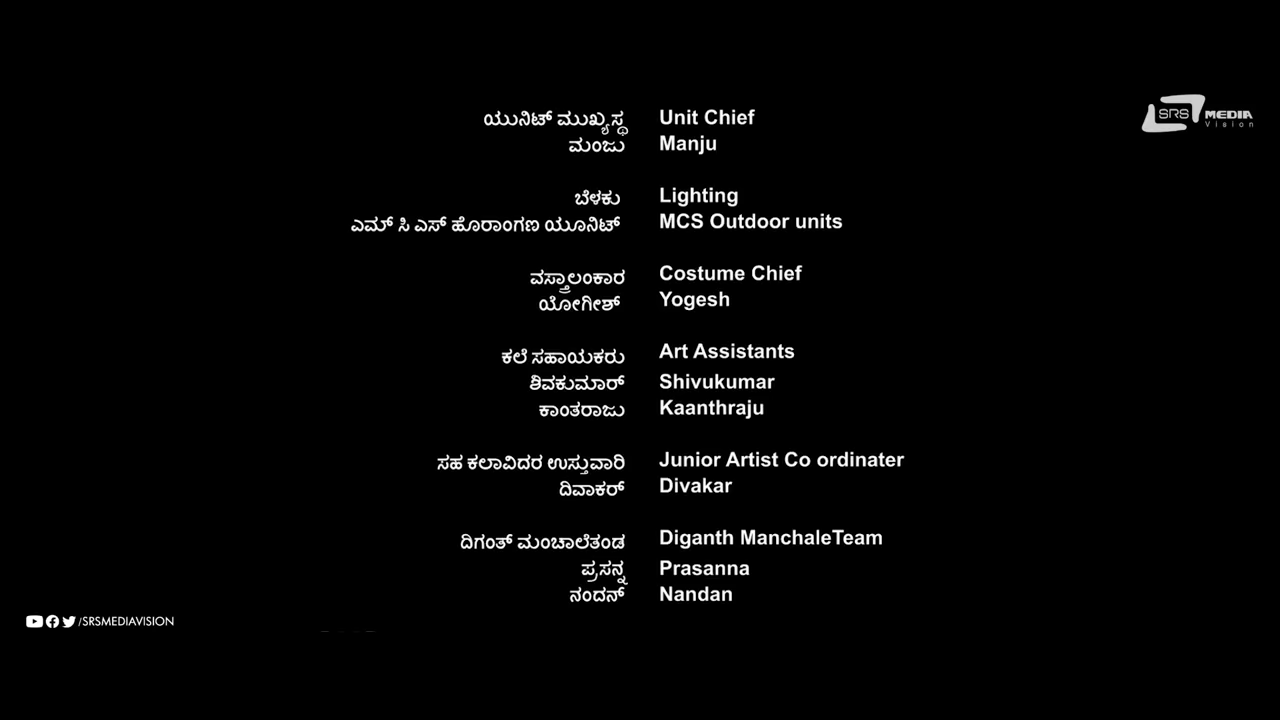 ಯುನಿಟ್ ಮುಖ್ಯಸ್ಥ Unit Chief
ಮಂಜು Manju
ಬೆಳಕು Lighting
ಎಮ್ ಸಿ ಎಸ್ ಹೊರಾಂಗಣ ಯೂನಿಟ್ MCS Outdoor units
ವಸ್ತ್ರಾಲಂಕಾರ Costume Chief
ಯೋಗೀಶ್ Yogesh
ಕಲೆ ಸಹಾಯಕರು Art Assistants
ಶಿವಕುಮಾರ್ Shivukumar
ಕಾಂತರಾಜು Kaanthraju
ಸಹ ಕಲಾವಿದರ ಉಸ್ತುವಾರಿ Junior Artist Co ordinater
ದಿವಾಕರ್ Divakar
ದಿಗಂತ್ ಮಂಚಾಲೆತಂಡ Diganth ManchaleTeam
ಪ್ರಸನ್ನ Prasanna
ನಂದನ್ Nandan
SRS MEDIA
Vision
/SRSMEDIAVISION